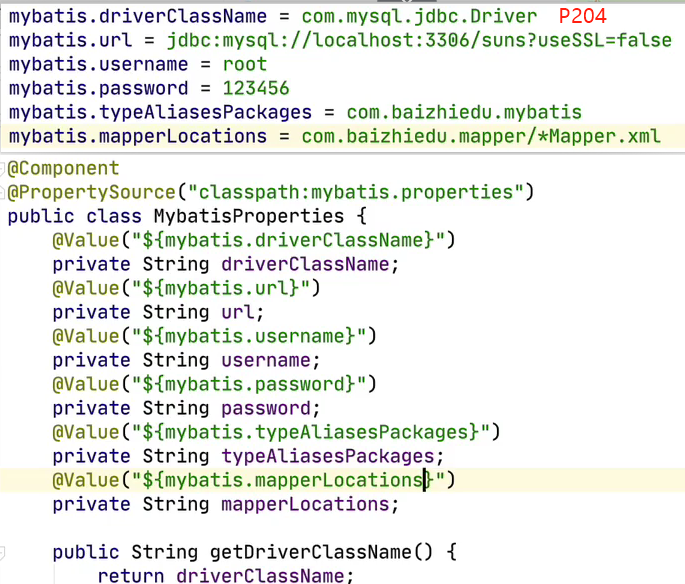 mybatis.driverClassName = com.mysql.jdbc.Driver P204
mybatis.url = jdbc:mysql://localhost:3306/suns?useSSL=false
mybatis.username = root
mybatis.password = 123456
mybatis.typeAliasesPackages = com.baizhiedu.mybatis
mybatis.mapperLocations = com.baizhiedu.mapper/*Mapper.xml
@Component
@PropertySource("classpath:mybatis.properties")
public class MybatisProperties {
    @Value("${mybatis.driverClassName}")
    private String driverClassName;
    @Value("${mybatis.url}")
    private String url;
    @Value("${mybatis.username}")
    private String username;
    @Value("${mybatis.password}")
    private String password;
    @Value("${mybatis.typeAliasesPackages}")
    private String typeAliasesPackages;
    @Value("${mybatis.mapperLocations}")
    private String mapperLocations;
    public String getDriverClassName() {
        return driverClassName;